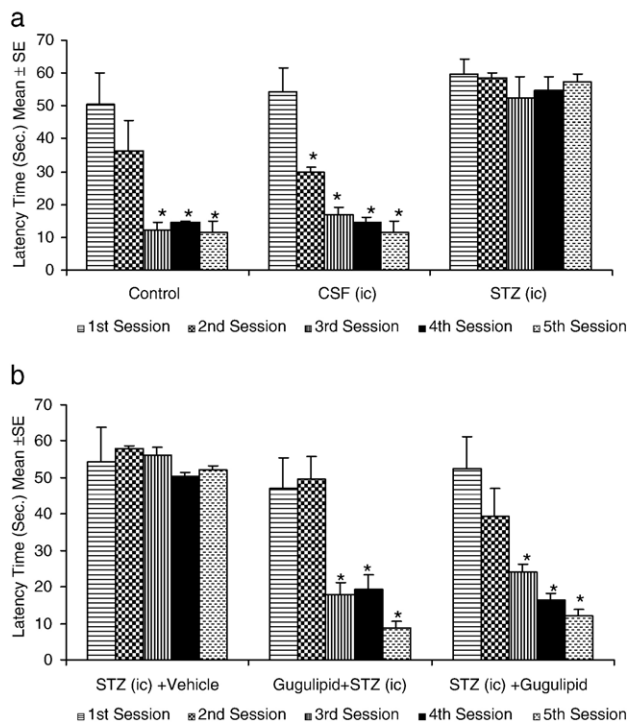 a
Latency Time (Sec.) Mean ± SE
70
60
50
40
30
20
10
0
* * *
* * * *
Control CSF (ic) STZ (ic)
1st Session 2nd Session 3rd Session 4th Session 5th Session
b
Latency Time (Sec.) Mean ±SE
70
60
50
40
30
20
10
0
* * *
* * *
STZ (ic) +Vehicle Gugulipid+STZ (ic) STZ (ic) +Gugulipid
1st Session 2nd Session 3rd Session 4th Session 5th Session